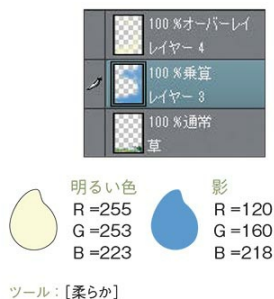 100 %オーバーレイ
レイヤー 4
100 %乗算
レイヤー 3
100 %通常
草
明るい色
R =255
G =253
B =223
影
R =120
G =160
B =218
ツール：[柔らか]